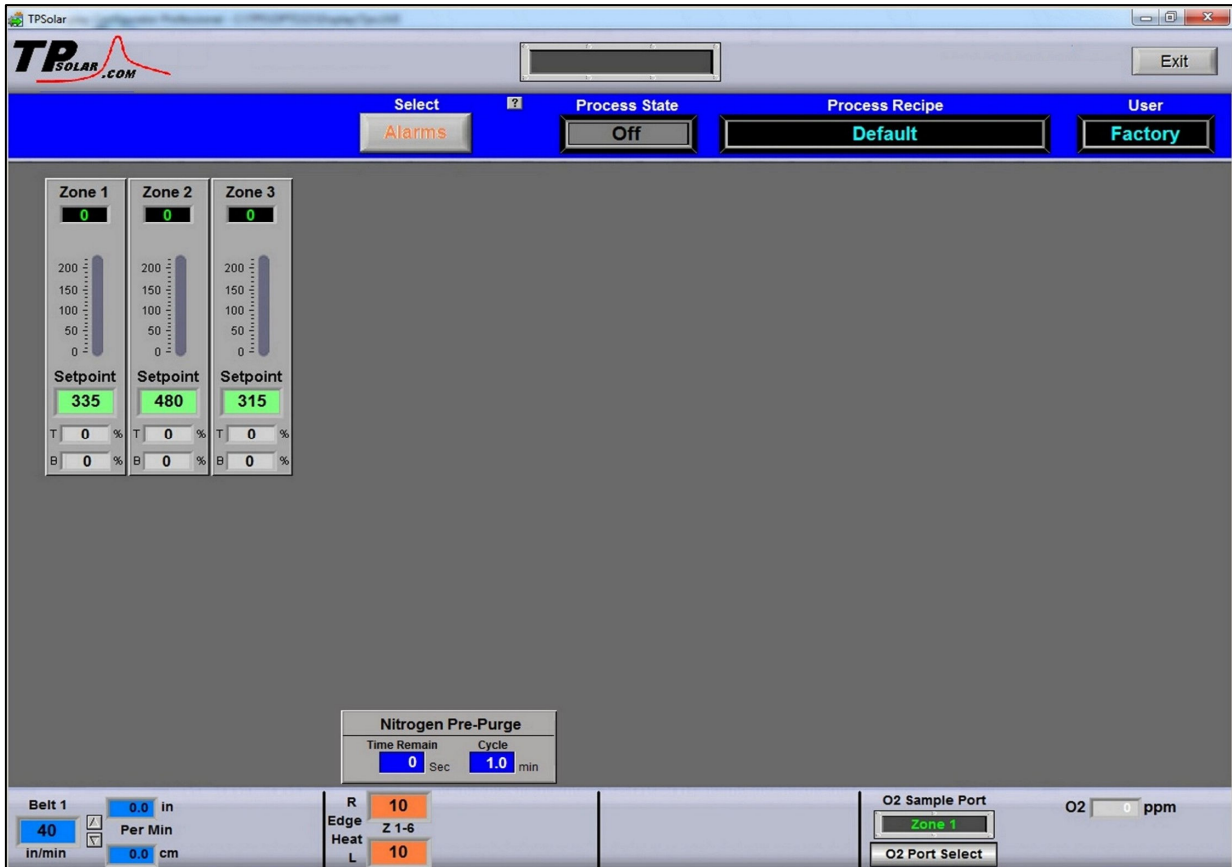 TPSolar
TP SOLAR .COM
Exit
Select ? Process State Process Recipe User
Alarms Off Default Factory
Zone 1 Zone 2 Zone 3
0 0 0
200 200 200
150 150 150
100 100 100
50 50 50
0 0 0
Setpoint Setpoint Setpoint
335 480 315
T 0 % T 0 % T 0 %
B 0 % B 0 % B 0 %
Nitrogen Pre-Purge
Time Remain Cycle
0 Sec 1.0 min
Belt 1
40
in/min
0.0 in
Per Min
0.0 cm
R 10
Edge Z 1-6
Heat
L 10
O2 Sample Port
Zone 1
O2 Port Select
O2 0 ppm